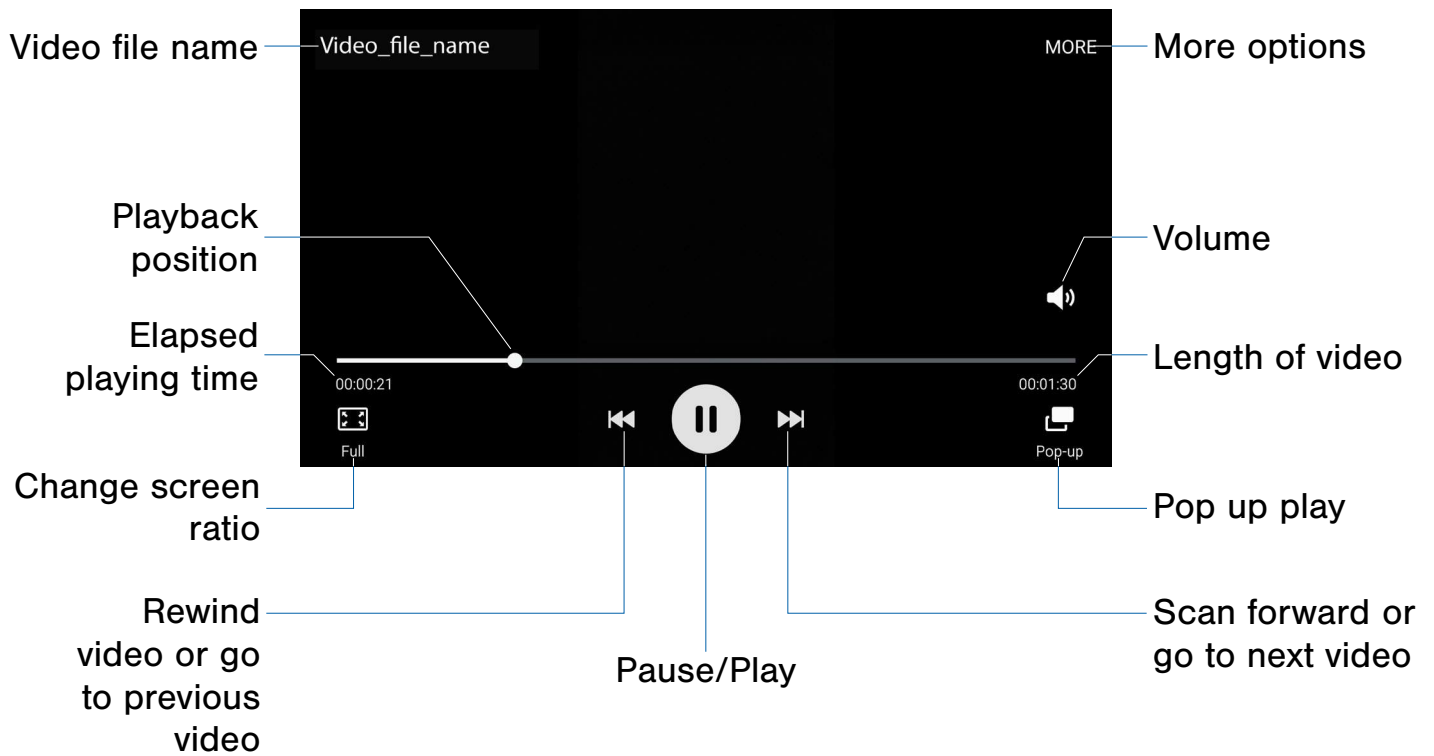 Video file name
Video_file_name
MORE
More options
Playback
position
Volume
Elapsed
playing time
00:00:21
00:01:30
Length of video
Full
Pop-up
Change screen
ratio
Pop up play
Rewind
video or go
to previous
video
Pause/Play
Scan forward or
go to next video